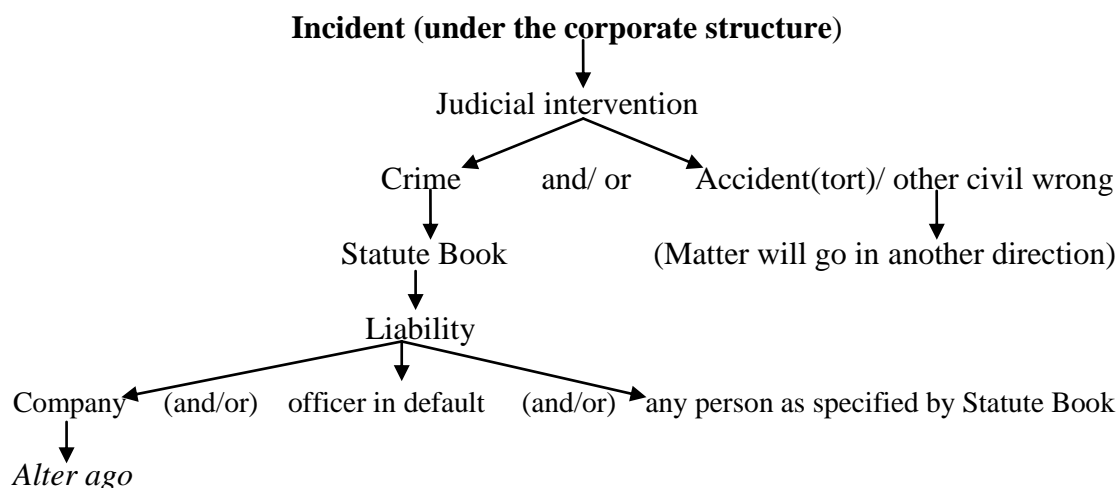 Incident (under the corporate structure)
Judicial intervention
Crime and/ or Accident(tort)/ other civil wrong
Statute Book (Matter will go in another direction)
Liability
Company (and/or) officer in default (and/or) any person as specified by Statute Book
Alter ago